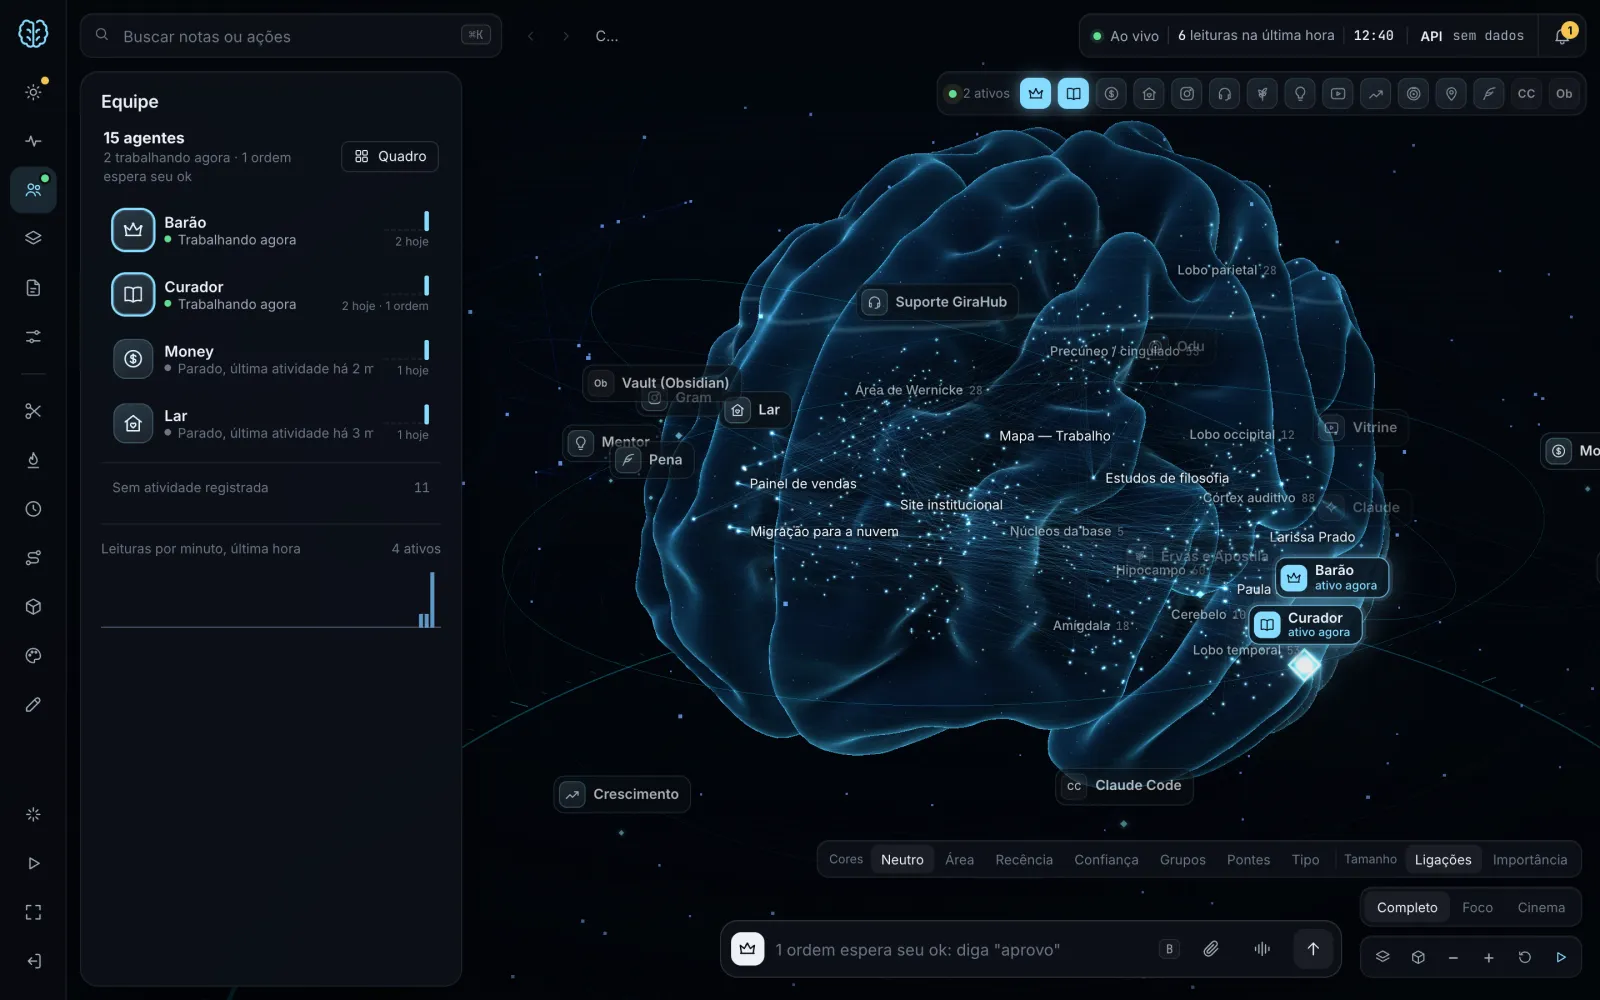 Buscar notas ou ações
⌘K
C...
Ao vivo
6 leituras na última hora
12:40
API sem dados
1
2 ativos
CC
Ob
Equipe
15 agentes
2 trabalhando agora · 1 ordem
espera seu ok
Quadro
Barão
Trabalhando agora
2 hoje
Curador
Trabalhando agora
2 hoje · 1 ordem
Money
Parado, última atividade há 2 m
1 hoje
Lar
Parado, última atividade há 3 m
1 hoje
Sem atividade registrada
11
Leituras por minuto, última hora
4 ativos
Lobo parietal 28
Suporte GiraHub
Precúneo / cingulado 53
Odu
Ob
Vault (Obsidian)
Gram
Área de Wernicke 28
Lar
Mapa — Trabalho
Lobo occipital 12
Vitrine
Mentor
Pena
Mo
Painel de vendas
Estudos de filosofia
Site institucional
Córtex auditivo 88
Claude
Migração para a nuvem
Núcleos da base 5
Larissa Prado
Ervas e Apostila
Hipocampo 60
Barão
ativo agora
Paula
Cerebelo
Curador
ativo agora
Amígdala 18
Lobo temporal
Crescimento
CC
Claude Code
Cores
Neutro
Área
Recência
Confiança
Grupos
Pontes
Tipo
Tamanho
Ligações
Importância
Completo
Foco
Cinema
1 ordem espera seu ok: diga "aprovo"
B